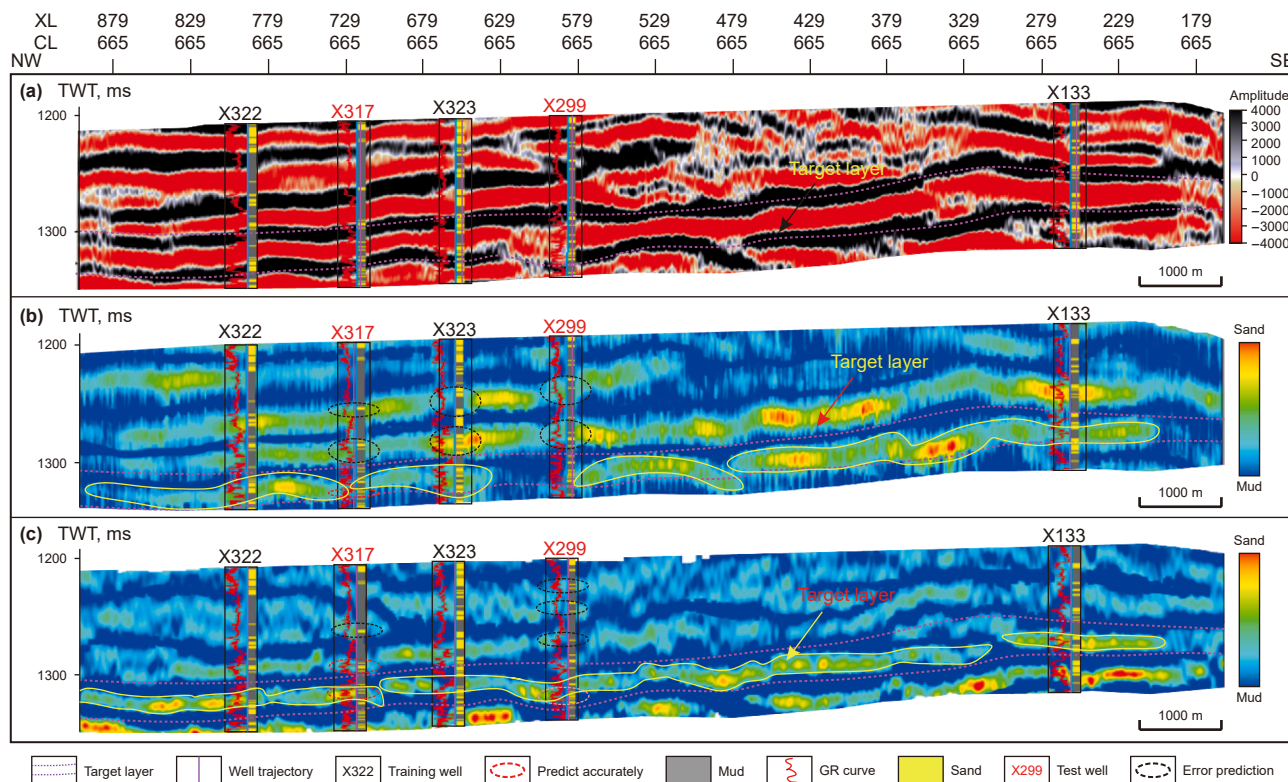 XL 879 829 779 729 679 629 579 529 479 429 379 329 279 229 179
CL 665 665 665 665 665 665 665 665 665 665 665 665 665 665 665
NW SE
(a) TWT, ms
X322 X317 X323 X299 X133
Amplitude
4000
3000
2000
1000
0
−1000
−2000
−3000
−4000
1200
Target layer
1300
1000 m
(b) TWT, ms
X322 X317 X323 X299 X133
Sand
1200
Target layer
1300
Mud
1000 m
(c) TWT, ms
X322 X317 X323 X299 X133
Sand
1200
Targot layer
1300
Mud
1000 m
Target layer Well trajectory X322 Training well Predict accurately Mud GR curve Sand X299 Test well Error prediction